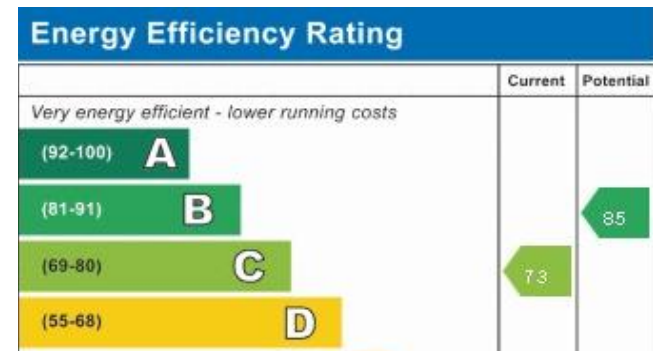 Energy Efficiency Rating
Current Potential
Very energy efficient - lower running costs
(92-100) A
(81-91) B
85
(69-80) C
73
(55-68) D